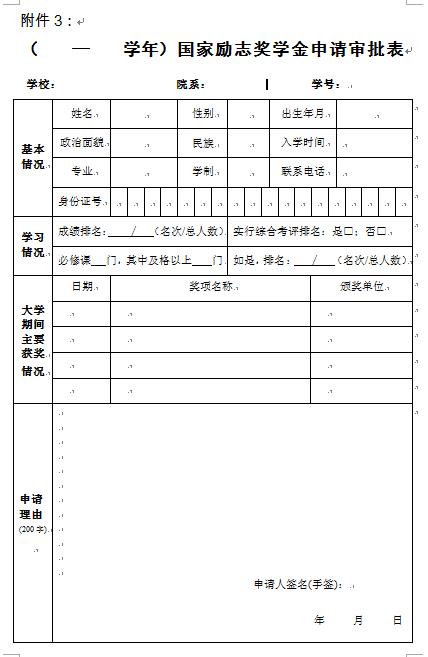 附件3：
（ — 学年）国家励志奖学金申请审批表
学校： 院系： 学号：
基本情况
姓名 性别 出生年月
政治面貌 民族 入学时间
专业 学制 联系电话
身份证号
学习情况
成绩排名： / （名次/总人数） 实行综合考评排名：是□；否□
必修课 门，其中及格以上 门 如是，排名： / （名次/总人数）
大学期间主要获奖情况
日期 奖项名称 颁奖单位
申请理由
(200字)
申请人签名(手签)：
年 月 日